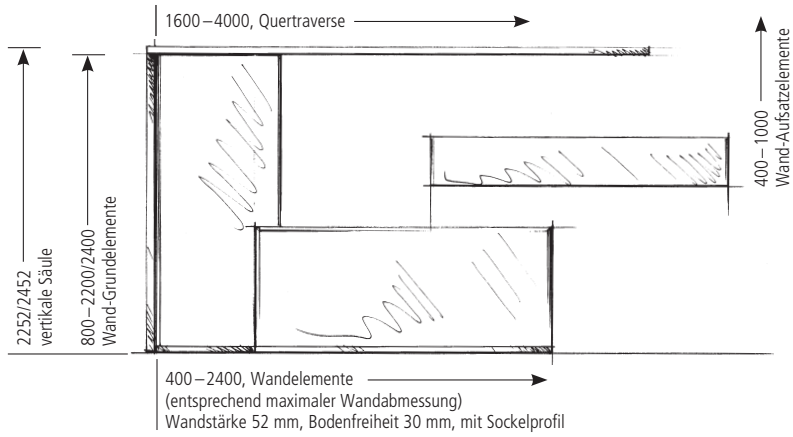 1600–4000, Quertraverse
2252/2452
vertikale Säule
800–2200/2400
Wand-Grundelemente
400–1000
Wand-Aufsatzelemente
400–2400, Wandelemente
(entsprechend maximaler Wandabmessung)
Wandstärke 52 mm, Bodenfreiheit 30 mm, mit Sockelprofil